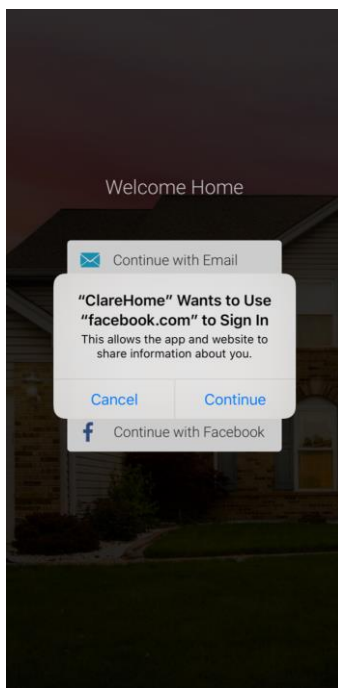 Welcome Home
Continue with Email
“ClareHome” Wants to Use
“facebook.com” to Sign In
This allows the app and website to
share information about you.
Cancel
Continue
Continue with Facebook